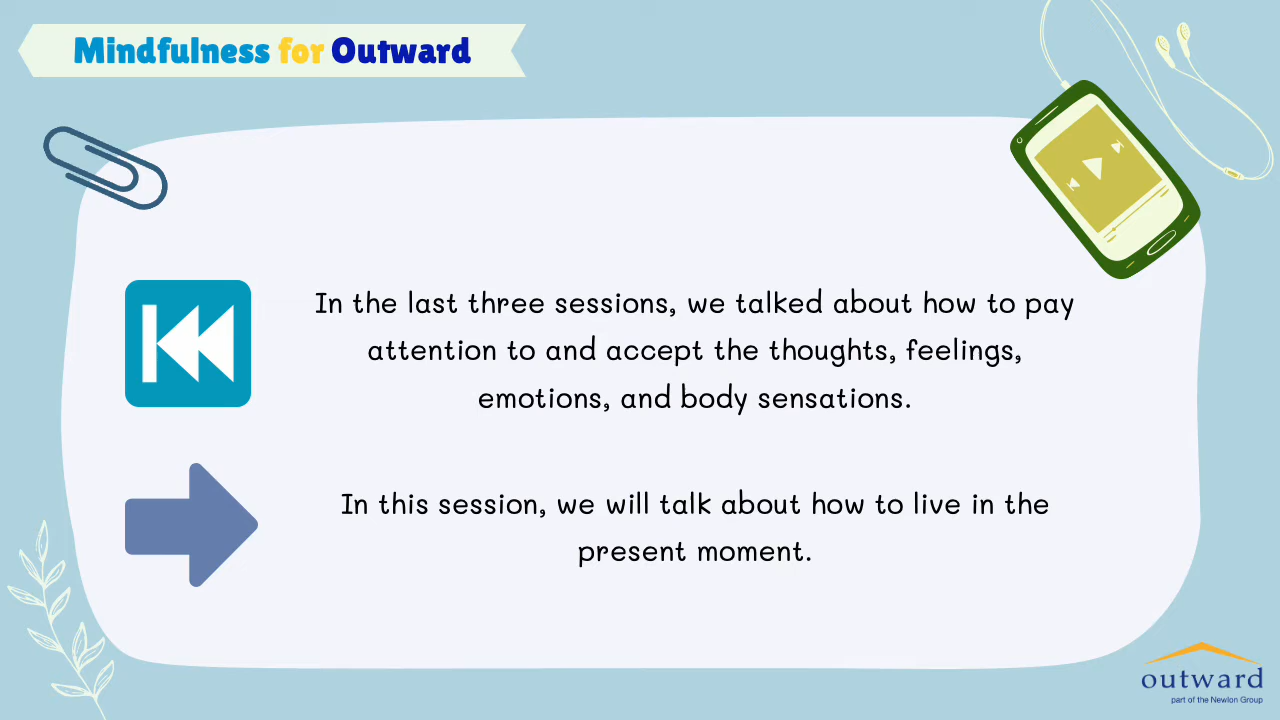 Mindfulness for Outward
In the last three sessions, we talked about how to pay
attention to and accept the thoughts, feelings,
emotions, and body sensations.
In this session, we will talk about how to live in the
present moment.
outward
part of the Newlon Group